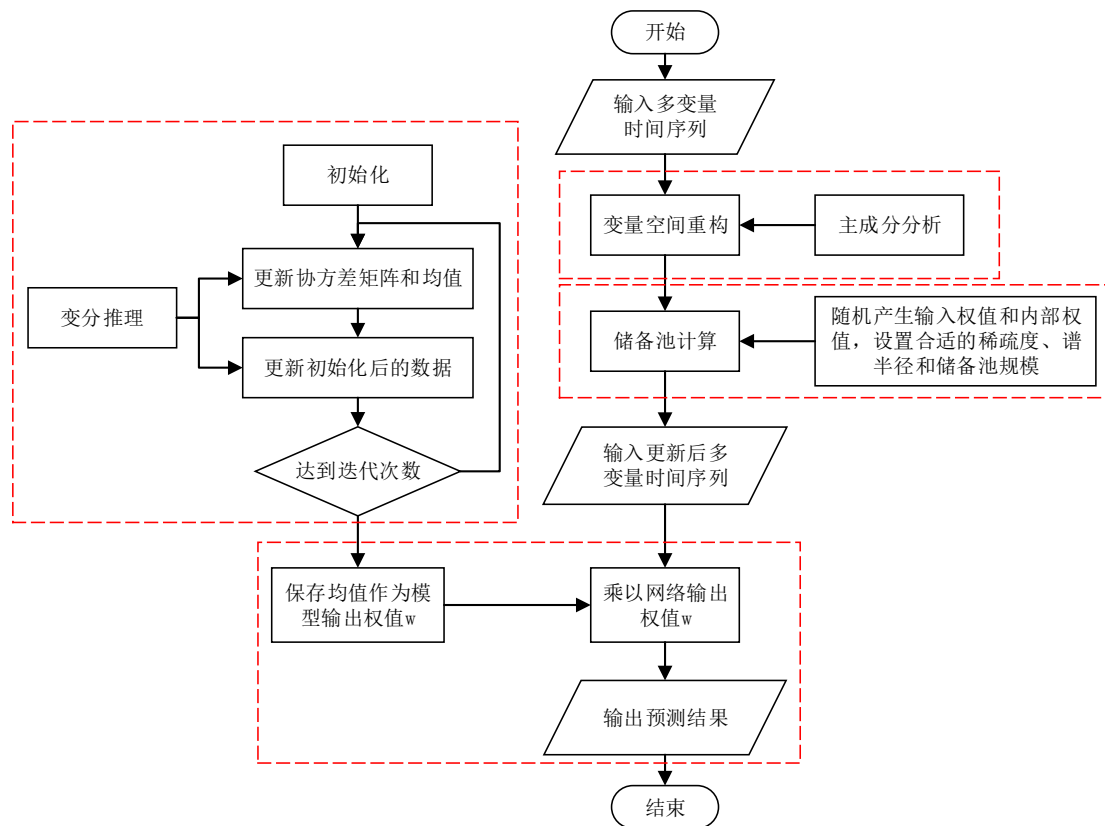 开始
输入多变量
时间序列
变量空间重构
主成分分析
储备池计算
随机产生输入权值和内部权
值，设置合适的稀疏度、谱
半径和储备池规模
输入更新后多
变量时间序列
初始化
变分推理
更新协方差矩阵和均值
更新初始化后的数据
达到迭代次数
保存均值作为模
型输出权值w
乘以网络输出
权值w
输出预测结果
结束